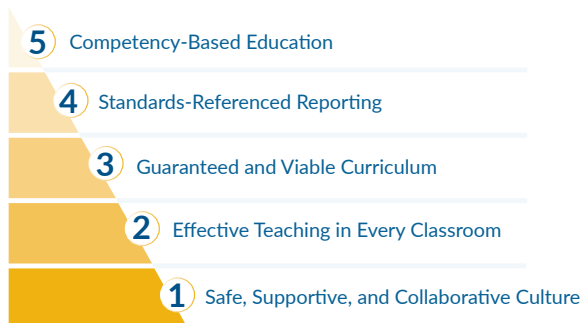 5 Competency-Based Education
4 Standards-Referenced Reporting
3 Guaranteed and Viable Curriculum
2 Effective Teaching in Every Classroom
1 Safe, Supportive, and Collaborative Culture